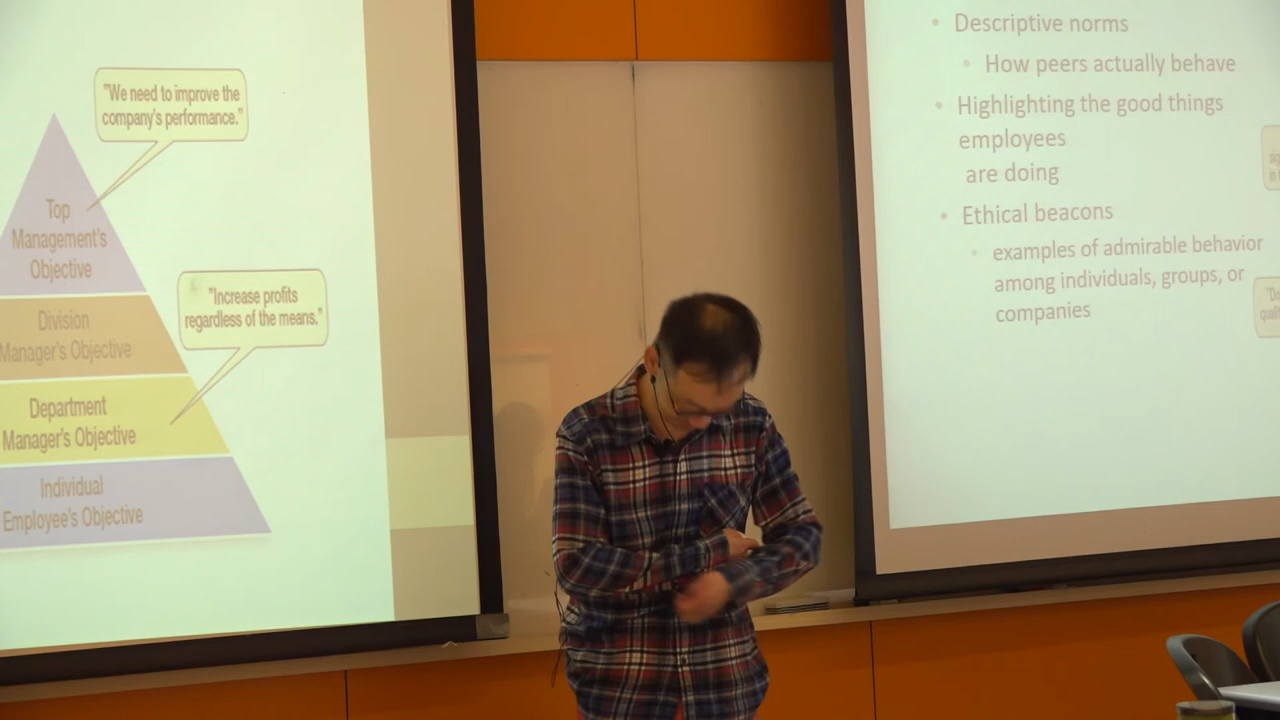 "We need to improve the
company's performance."
Top
Management's
Objective
"Increase profits
regardless of the means."
Division
Manager's Objective
Department
Manager's Objective
Individual
Employee's Objective
• Descriptive norms
• How peers actually behave
• Highlighting the good things
employees
are doing
• Ethical beacons
• examples of admirable behavior
among individuals, groups, or
companies